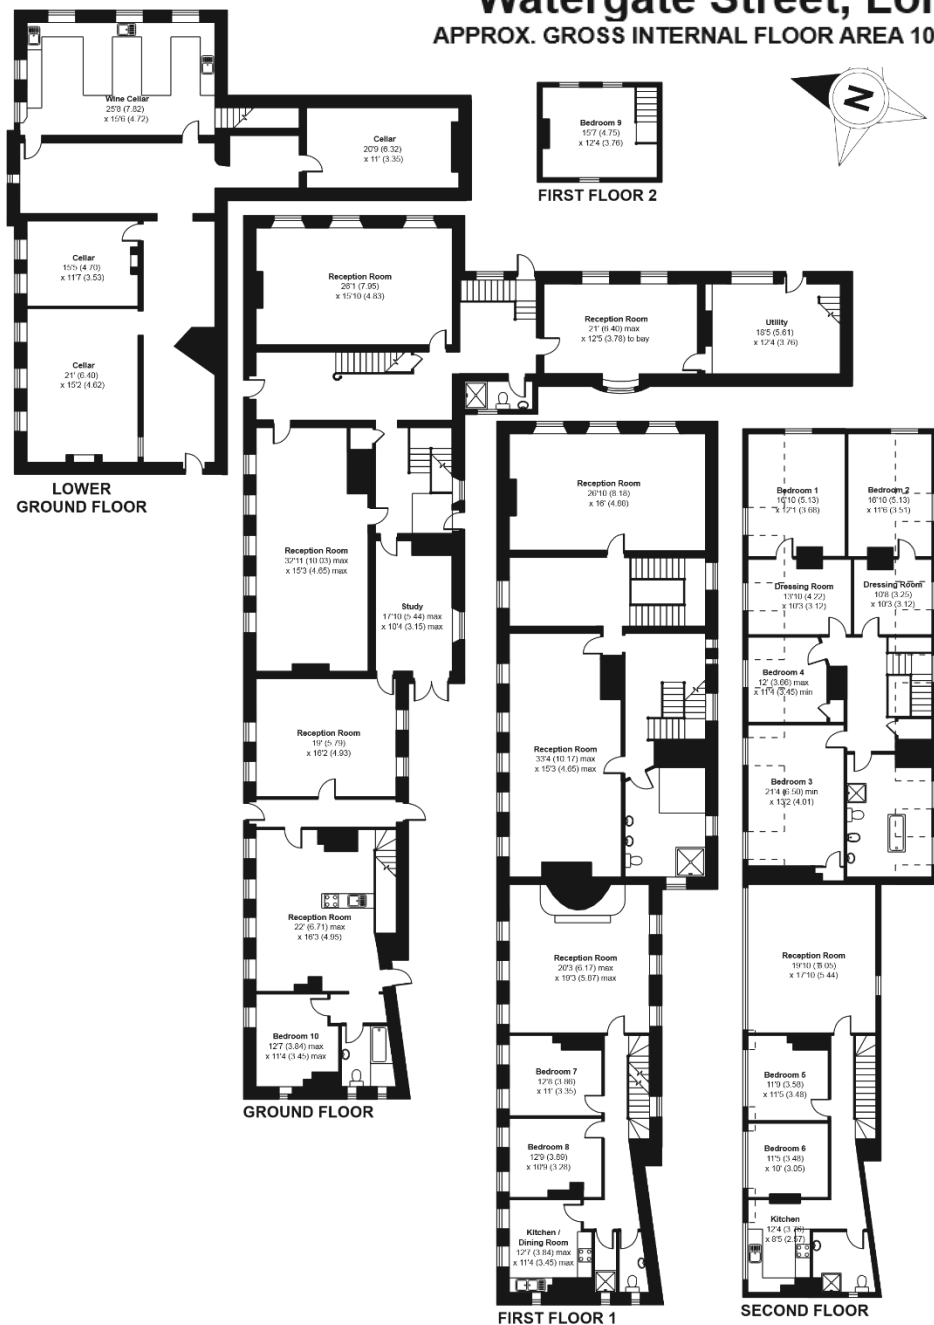 Watergate Street, Lon
APPROX. GROSS INTERNAL FLOOR AREA 10
N
Wine Cellar
25'8 (7.82)
x 15'6 (4.72)
Cellar
20'9 (6.32)
x 11' (3.35)
Bedroom 9
15'7 (4.75)
x 12'4 (3.76)
FIRST FLOOR 2
Cellar
15'5 (4.70)
x 11'7 (3.53)
Cellar
21' (6.40)
x 15'2 (4.62)
LOWER
GROUND FLOOR
Reception Room
26'1 (7.95)
x 15'10 (4.83)
Reception Room
21' (6.40) max
x 12'5 (3.78) to bay
Utility
18'5 (5.61)
x 12'4 (3.76)
Reception Room
32'11 (10.03) max
x 15'3 (4.65) max
Study
17'10 (5.44) max
x 10'4 (3.15) max
Reception Room
19' (5.79)
x 16'2 (4.93)
Reception Room
22' (6.71) max
x 16'3 (4.95)
Bedroom 10
12'7 (3.84) max
x 11'4 (3.45) max
GROUND FLOOR
Reception Room
26'10 (8.18)
x 16' (4.88)
Reception Room
33'4 (10.17) max
x 15'3 (4.65) max
Reception Room
20'3 (6.17) max
x 19'3 (5.87) max
Bedroom 7
12'8 (3.86)
x 11' (3.35)
Bedroom 8
12'9 (3.89)
x 10'9 (3.28)
Kitchen /
Dining Room
12'7 (3.84) max
x 11'4 (3.45) max
FIRST FLOOR 1
Bedroom 1
16'10 (5.13)
x 12'1 (3.68)
Bedroom 2
16'10 (5.13)
x 11'6 (3.51)
Dressing Room
13'10 (4.22)
x 10'3 (3.12)
Dressing Room
10'8 (3.25)
x 10'3 (3.12)
Bedroom 4
12' (3.66) max
x 11'4 (3.45) min
Bedroom 3
21'4 (6.50) min
x 13'2 (4.01)
Reception Room
19'10 (6.05)
x 17'10 5.44)
Bedroom 5
11'9 (3.58)
x 11'5 (3.48)
Bedroom 6
11'5 (3.48)
x 10' (3.05)
Kitchen
12'4 (3.76)
x 8'5 (2.57)
SECOND FLOOR